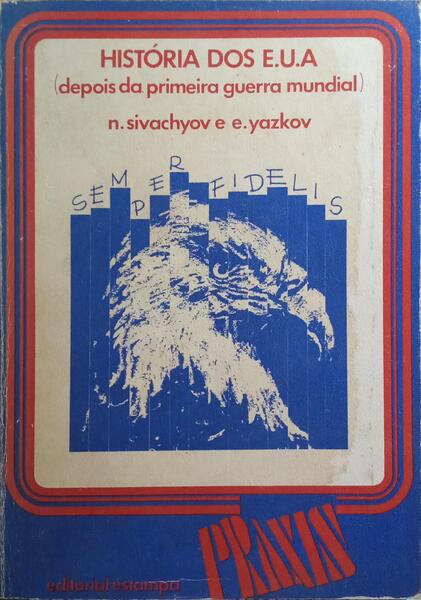 HISTÓRIA DOS E.U.A
(depois da primeira guerra mundial)
n. sivachyov e e. yazkov
SEMPER FIDELIS
PRAXIS
editorial estampa